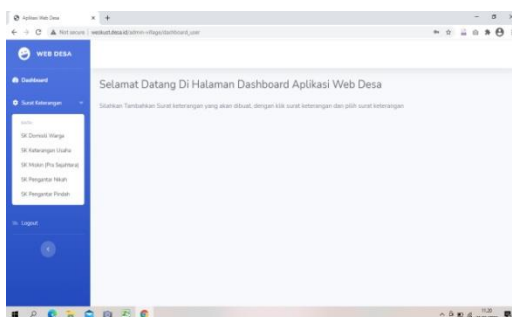 Aplikasi Web Desa
Not secure
WEB DESA
Dashboard
Surat Keterangan
SK Domisili Warga
SK Keterangan Usaha
SK Miskin (Pra Sejahtera)
SK Pengantar Nikah
SK Pengantar Pindah
Logout
Selamat Datang Di Halaman Dashboard Aplikasi Web Desa
Silahkan Tambahkan Surat keterangan yang akan dibuat, dengan klik surat keterangan dan pilih surat keterangan
11.20